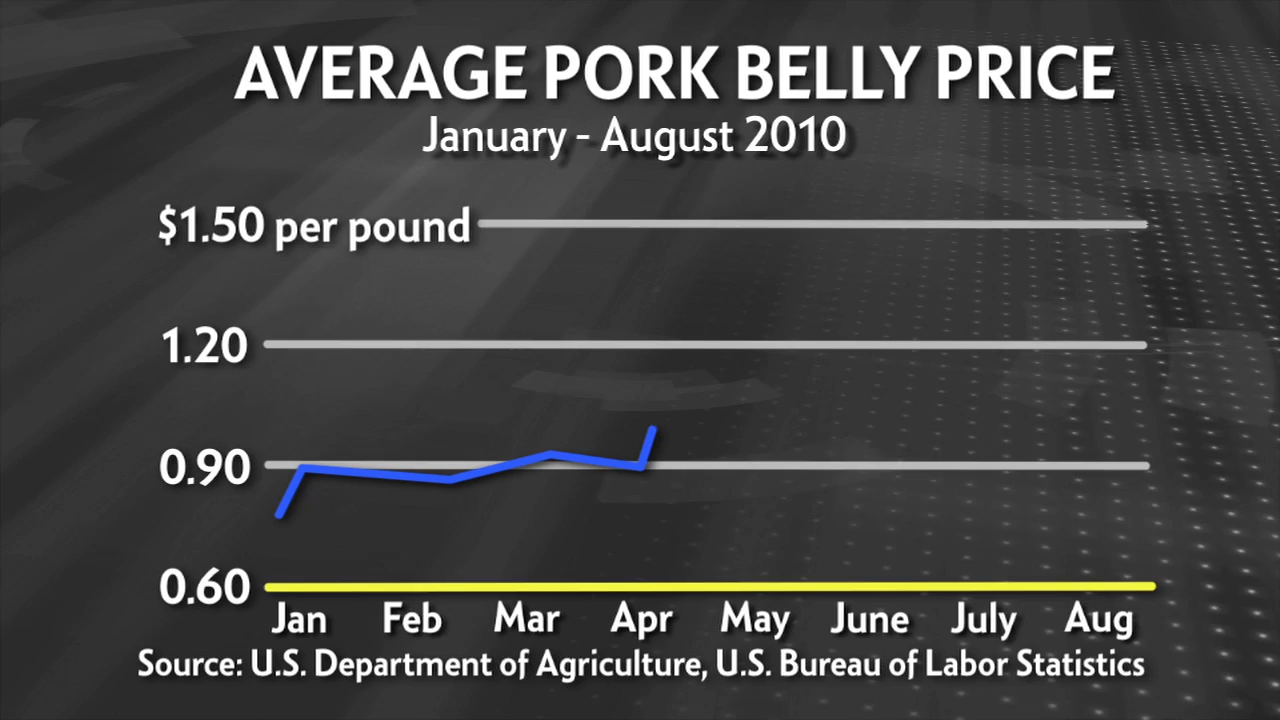 AVERAGE PORK BELLY PRICE
January - August 2010
$1.50 per pound
1.20
0.90
0.60
Jan Feb Mar Apr May June July Aug
Source: U.S. Department of Agriculture, U.S. Bureau of Labor Statistics